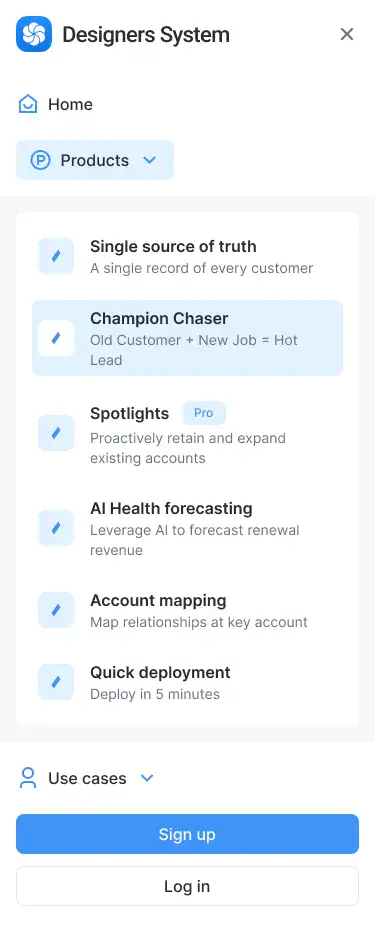 Designers System
Home
Products
Single source of truth
A single record of every customer
Champion Chaser
Old Customer + New Job = Hot
Lead
Spotlights Pro
Proactively retain and expand
existing accounts
AI Health forecasting
Leverage AI to forecast renewal
revenue
Account mapping
Map relationships at key account
Quick deployment
Deploy in 5 minutes
Use cases
Sign up
Log in